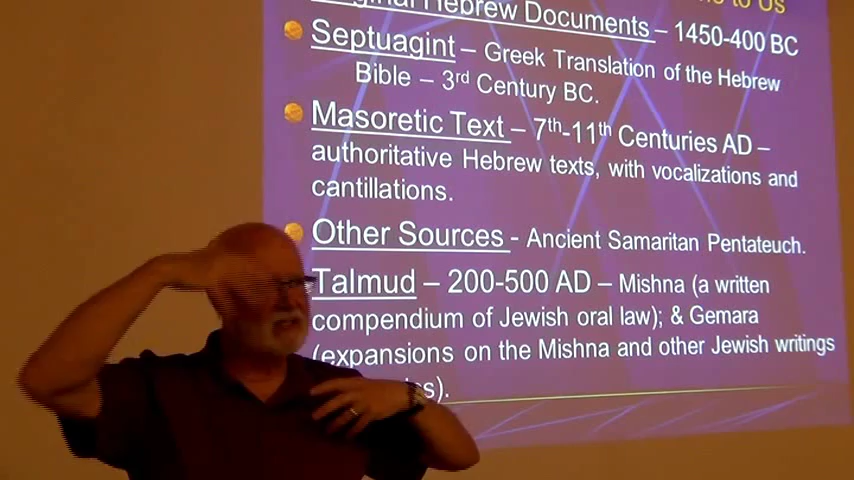 to Us
Hebrew Documents – 1450-400 BC
Septuagint – Greek Translation of the Hebrew
Bible – 3rd Century BC.
Masoretic Text – 7th-11th Centuries AD –
authoritative Hebrew texts, with vocalizations and
cantillations.
Other Sources - Ancient Samaritan Pentateuch.
Talmud – 200-500 AD – Mishna (a written
compendium of Jewish oral law); & Gemara
(expansions on the Mishna and other Jewish writings